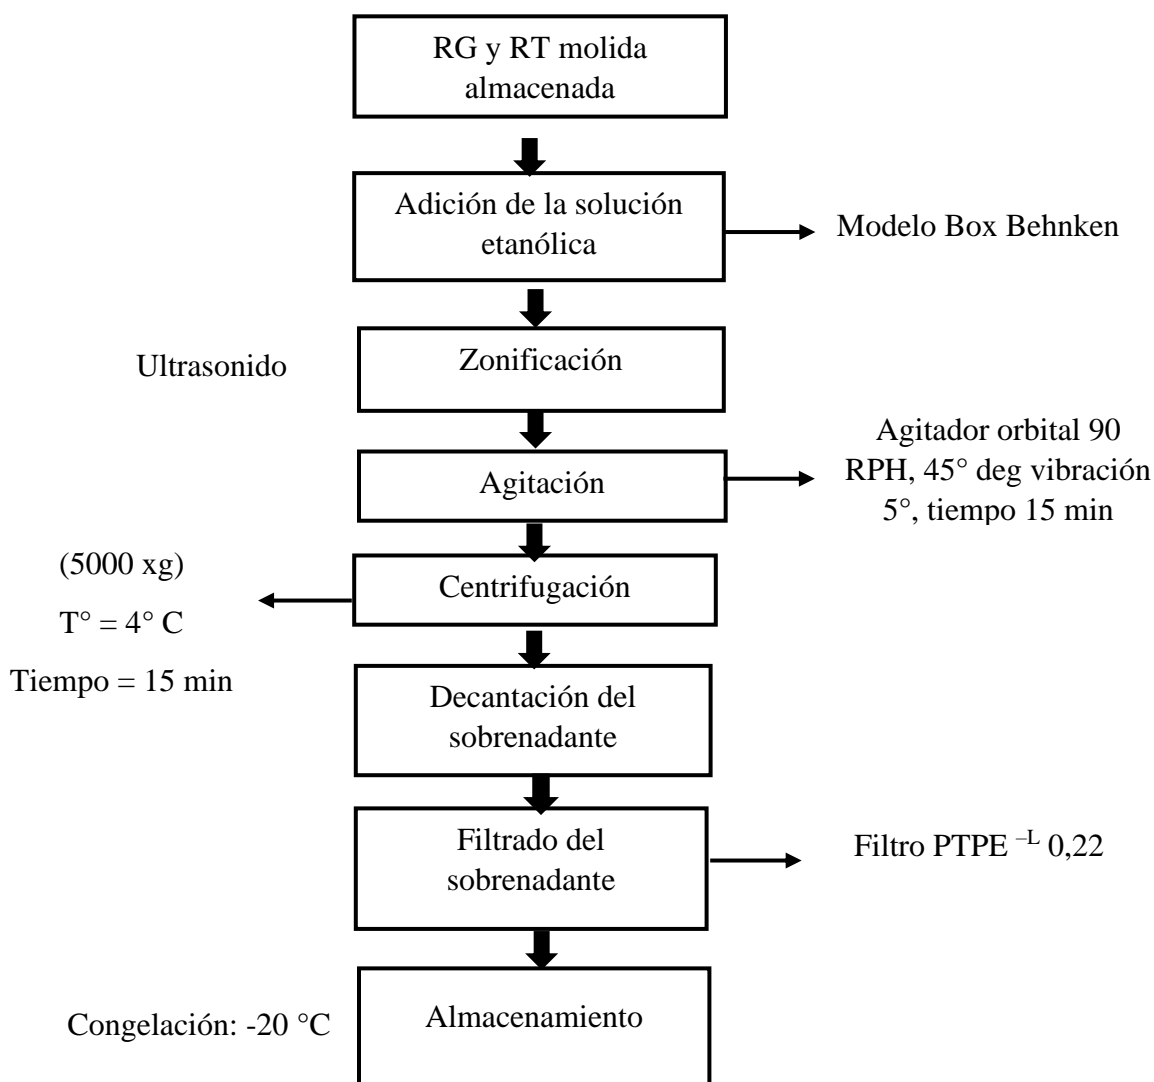 RG y RT molida
almacenada
Adición de la solución
etanólica
Modelo Box Behnken
Ultrasonido
Zonificación
Agitación
Agitador orbital 90
RPH, 45° deg vibración
5°, tiempo 15 min
Centrifugación
(5000 xg)
T° = 4° C
Tiempo = 15 min
Decantación del
sobrenadante
Filtrado del
sobrenadante
Filtro PTPE –L 0,22
Congelación: -20 °C
Almacenamiento